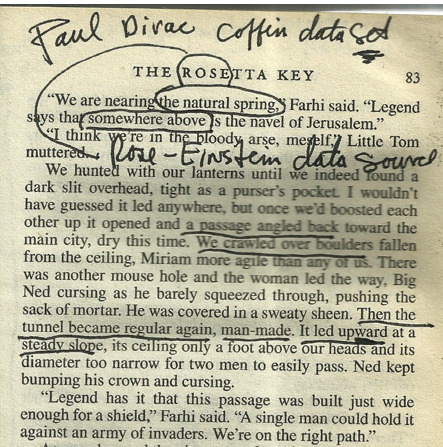 Paul Dirac coffin data set
THE ROSETTA KEY 83
"We are nearing the natural spring," Farhi said. "Legend
says that somewhere above is the navel of Jerusalem."
"I think we're in the bloody arse, meself," Little Tom
muttered.
Rose-Einstein data source
We hunted with our lanterns until we indeed found a
dark slit overhead, tight as a purser's pocket. I wouldn't
have guessed it led anywhere, but once we'd boosted each
other up it opened and a passage angled back toward the
main city, dry this time. We crawled over boulders fallen
from the ceiling, Miriam more agile than any of us. There
was another mouse hole and the woman led the way, Big
Ned cursing as he barely squeezed through, pushing the
sack of mortar. He was covered in a sweaty sheen. Then the
tunnel became regular again, man-made. It led upward at a
steady slope, its ceiling only a foot above our heads and its
diameter too narrow for two men to easily pass. Ned kept
bumping his crown and cursing.
"Legend has it that this passage was built just wide
enough for a shield," Farhi said. "A single man could hold it
against an army of invaders. We're on the right path."